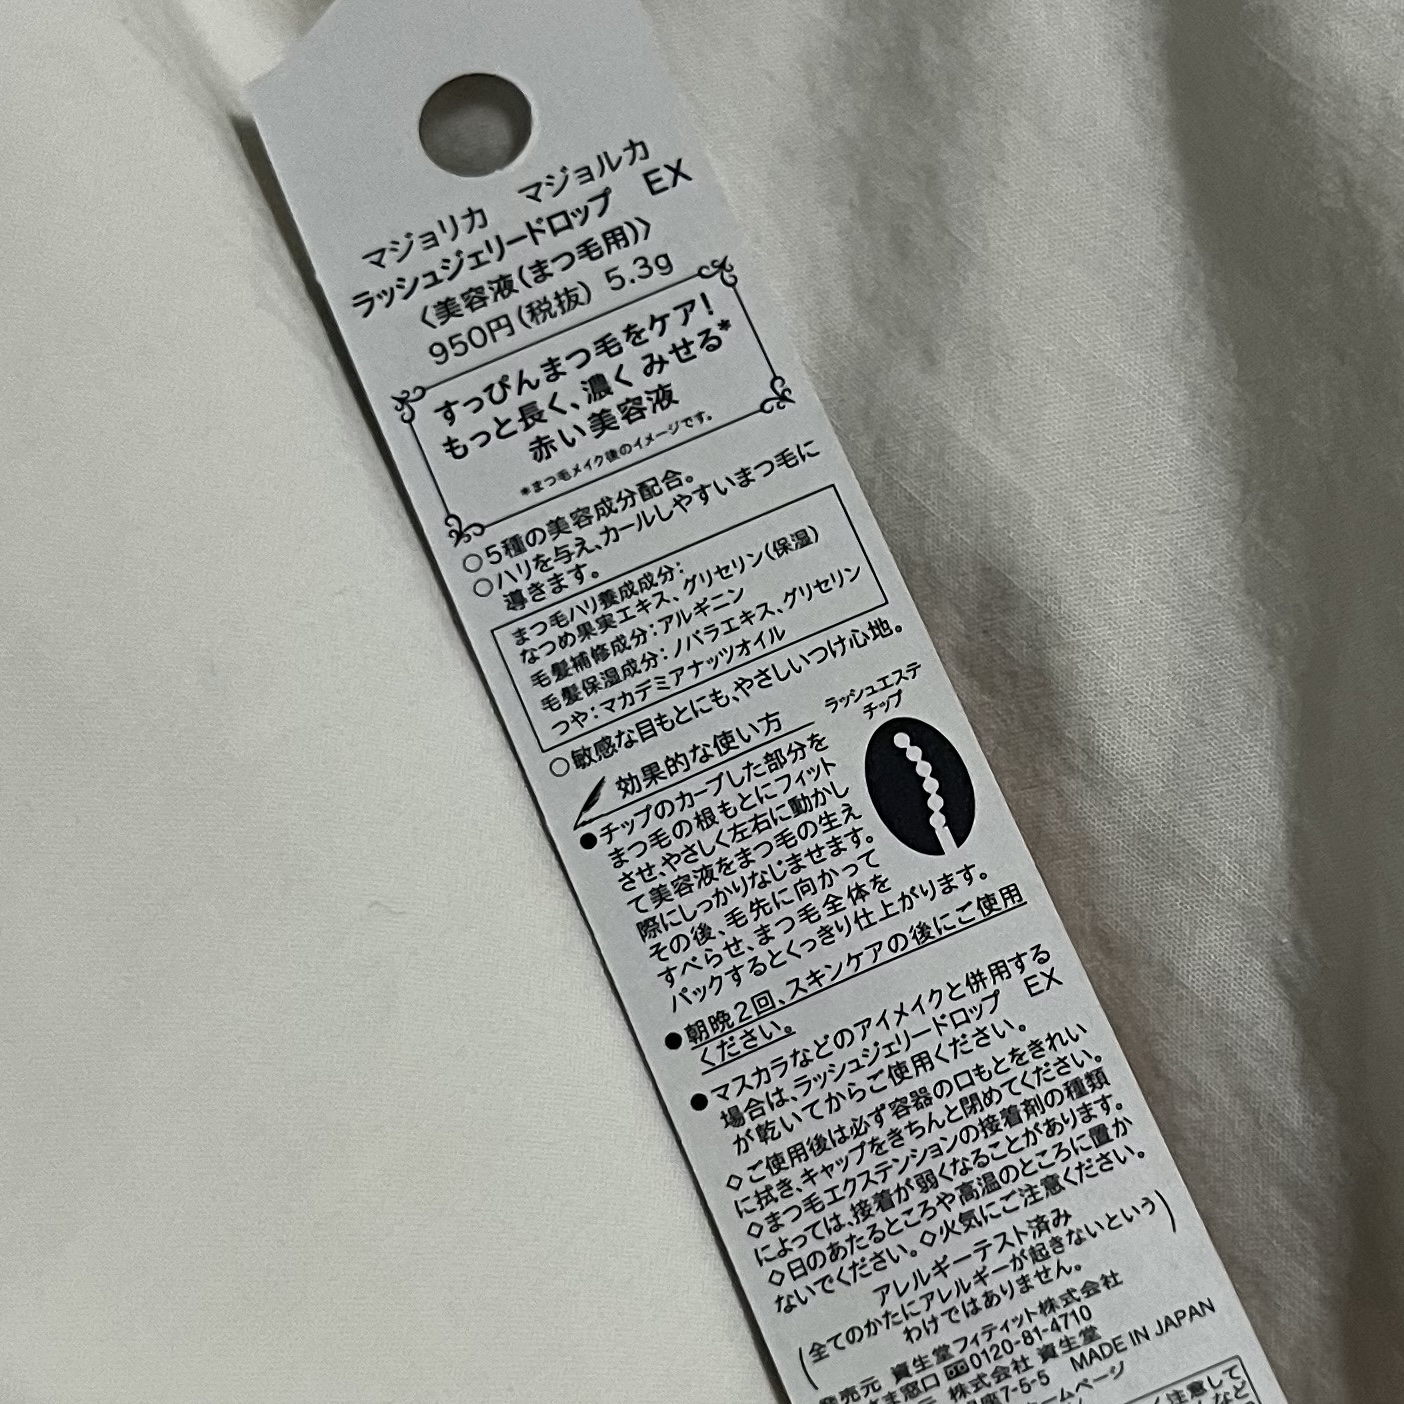 マジョリカ マジョルカ
ラッシュジェリードロップ EX
〈美容液(まつ毛用)〉
950円(税抜) 5.3g
すっぴんまつ毛をケア!
もっと長く、濃く みせる*
赤い美容液
*まつ毛メイク後のイメージです。
○5種の美容成分配合。
○ハリを与え、カールしやすいまつ毛に
導きます。
まつ毛ハリ養成成分:
なつめ果実エキス、グリセリン(保湿)
毛髪補修成分:アルギニン
毛髪保湿成分:ノバラエキス、グリセリン
つや:マカデミアナッツオイル
○敏感な目もとにも、やさしいつけ心地。
効果的な使い方
ラッシュエステ
チップ
●チップのカーブした部分を
まつ毛の根もとにフィット
させ、やさしく左右に動かし
て美容液をまつ毛の生え
際にしっかりなじませます。
その後、毛先に向かって
すべらせ、まつ毛全体を
パックするとくっきり仕上がります。
●朝晩2回、スキンケアの後にご使用
ください。
●マスカラなどのアイメイクと併用する
場合は、ラッシュジェリードロップ EX
が乾いてからご使用ください。
◇ご使用後は必ず容器の口もとをきれい
に拭き、キャップをきちんと閉めてください。
◇まつ毛エクステンションの接着剤の種類
によっては、接着が弱くなることがあります。
◇日のあたるところや高温のところに置か
ないでください。◇火気にご注意ください。
アレルギーテスト済み
(全てのかたにアレルギーが起きないという
わけではありません。)
発売元 資生堂フィティット株式会社
さま窓口 0120-81-4710
元 株式会社 資生堂
座7-5-5 MADE IN JAPAN
ームページ
く注意して
など